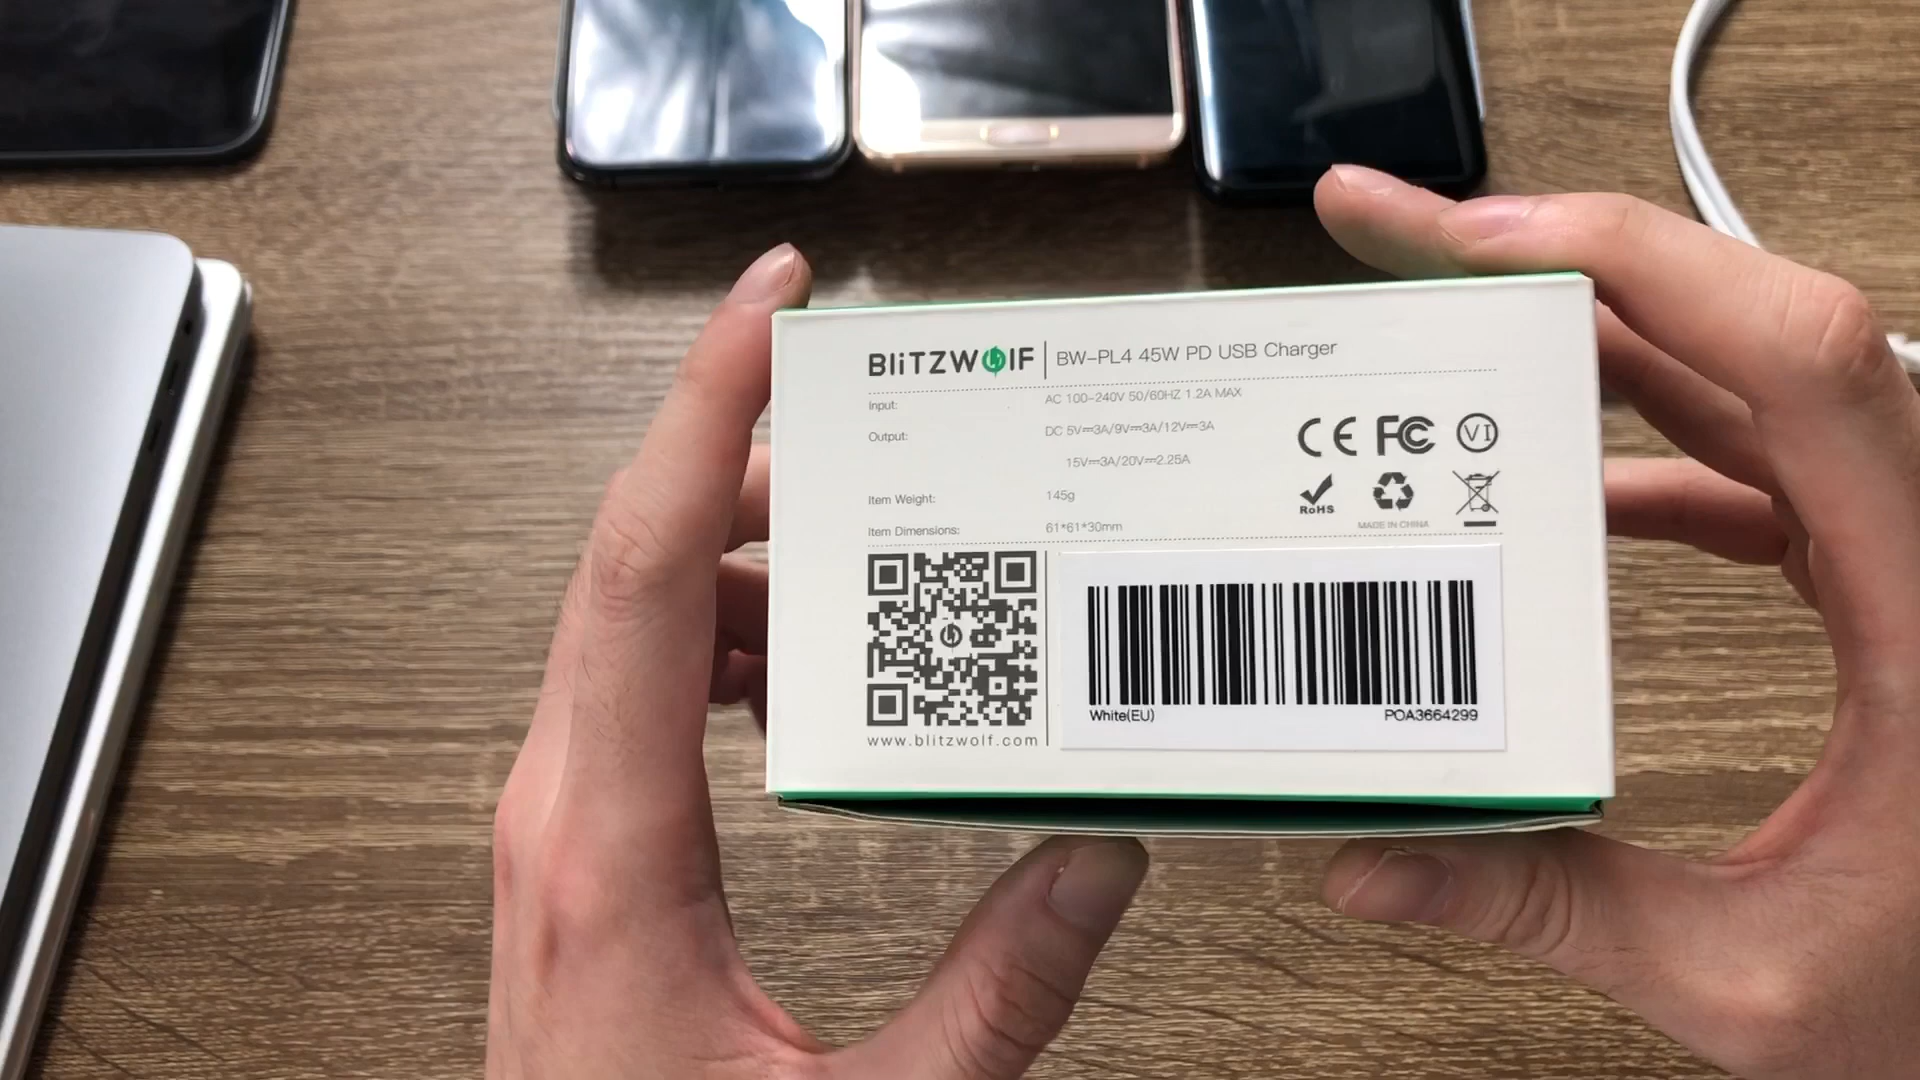 BLiTZWOLF BW-PL4 45W PD USB Charger
Input: AC 100-240V 50/60HZ 1.2A MAX
Output: DC 5V⎓3A/9V⎓3A/12V⎓3A
15V⎓3A/20V⎓2.25A
CE FC VI
Item Weight: 145g
RoHS
Item Dimensions: 61*61*30mm
MADE IN CHINA
White(EU) POA3664299
www.blitzwolf.com